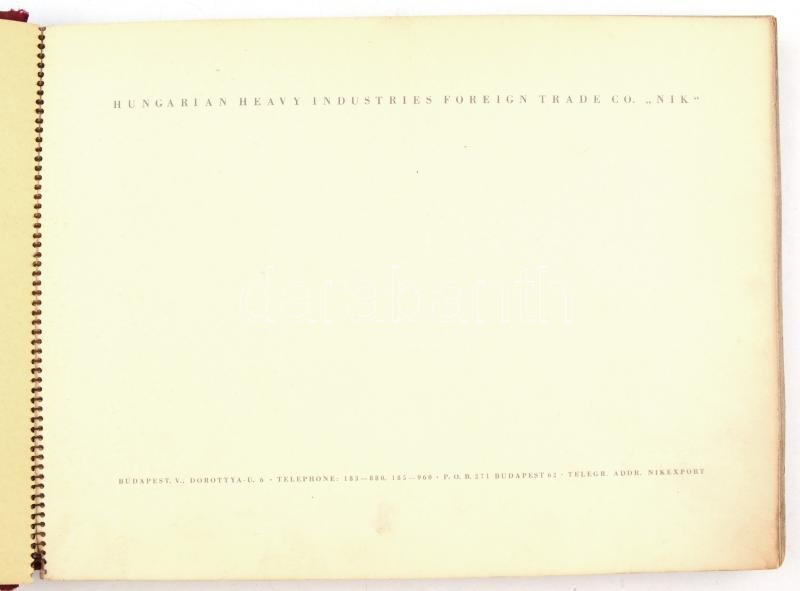 HUNGARIAN HEAVY INDUSTRIES FOREIGN TRADE CO. „NIK“
darabanth
BUDAPEST, V., DOROTTYA-U. 6 · TELEPHONE: 183—880, 185—960 · P. O. B. 271 BUDAPEST 62 · TELEGR. ADDR. NIKEXPORT